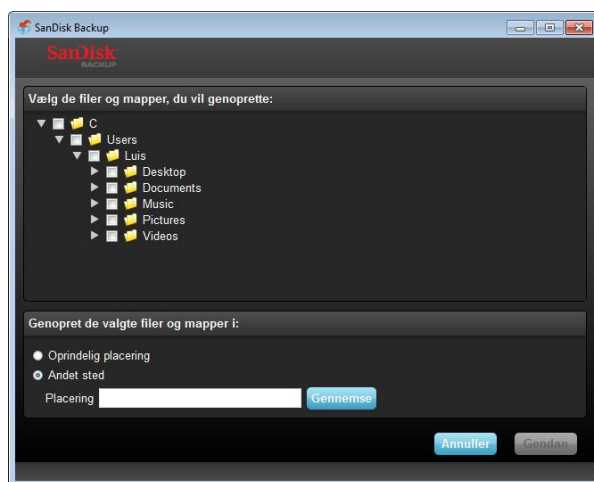 SanDisk Backup
SanDisk
BACKUP
Vælg de filer og mapper, du vil genoprette:
C
Users
Luis
Desktop
Documents
Music
Pictures
Videos
Genopret de valgte filer og mapper i:
Oprindelig placering
Andet sted
Placering Gennemse
Annuller Gendan